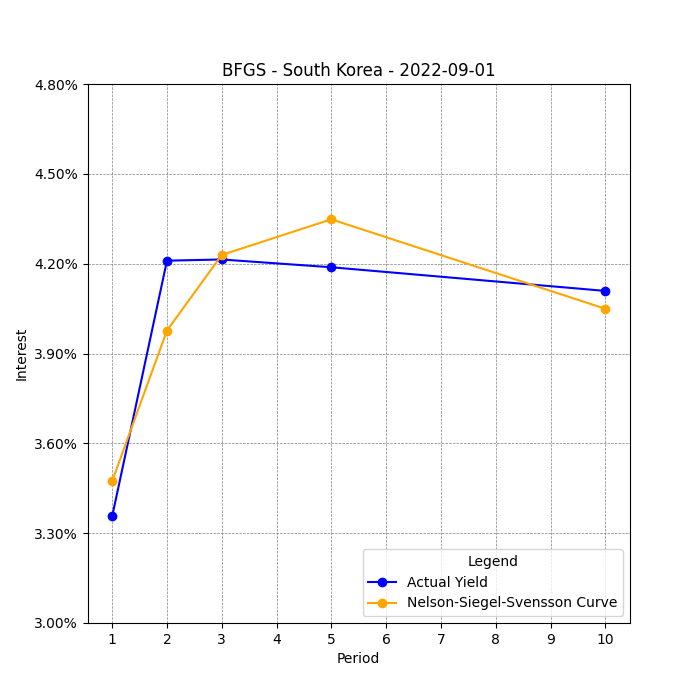 BFGS - South Korea - 2022-09-01
4.80%
4.50%
4.20%
3.90%
3.60%
3.30%
3.00%
Interest
1 2 3 4 5 6 7 8 9 10
Period
Legend
Actual Yield
Nelson-Siegel-Svensson Curve